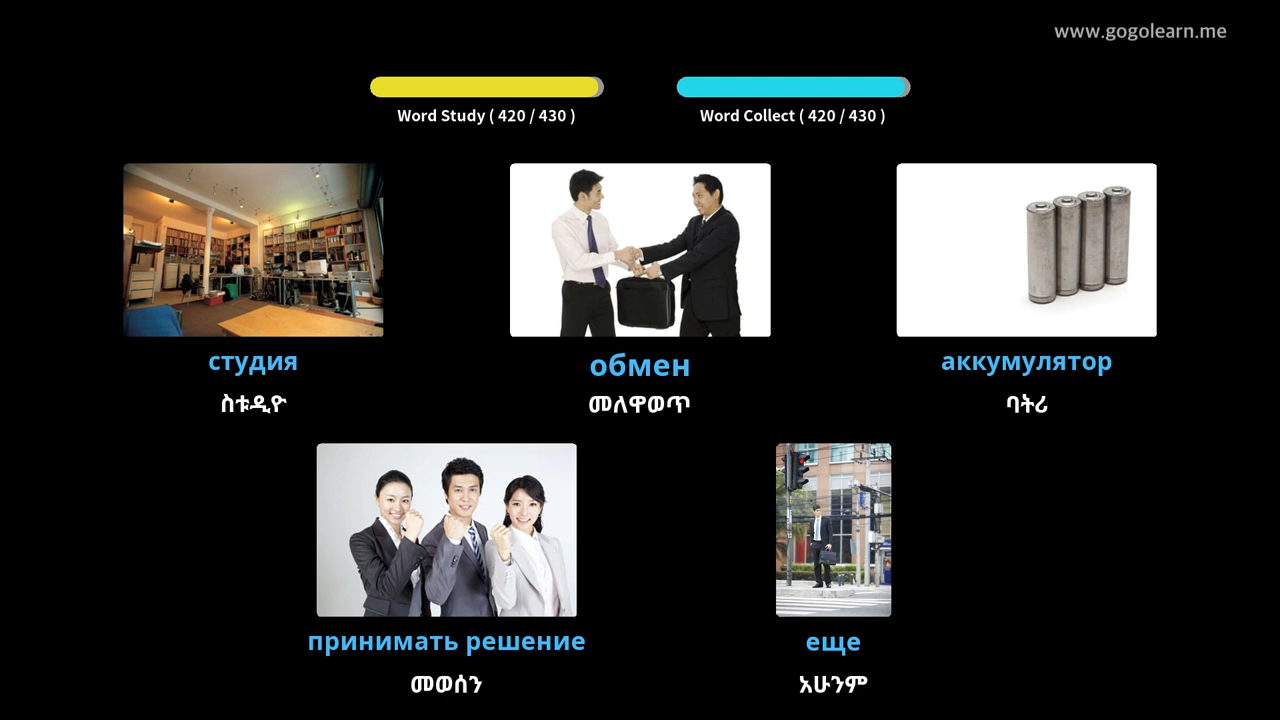 www.gogolearn.me
Word Study ( 420 / 430 )
Word Collect ( 420 / 430 )
студия
обмен
аккумулятор
ስቱዲዮ
መለዋወጥ
ባትሪ
принимать решение
еще
መወሰን
አሁንም